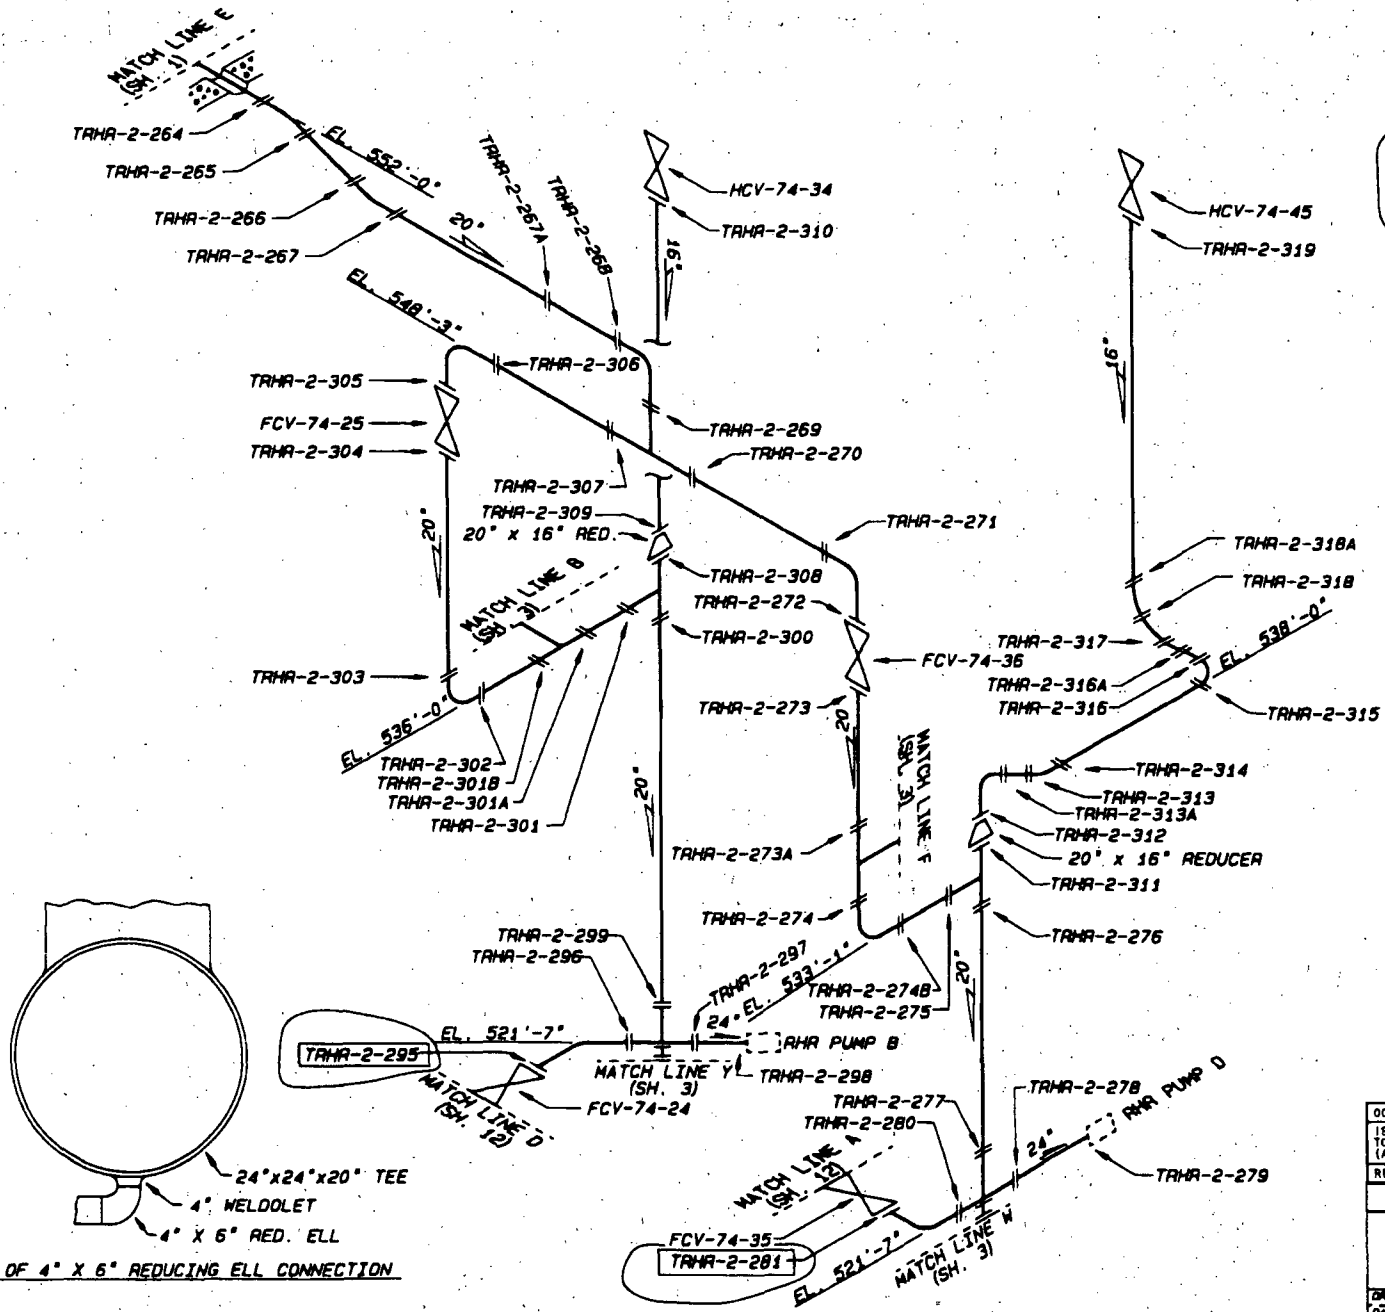 MATCH LINE E
(SH. 1)
TRHR-2-264
TRHR-2-265
TRHR-2-266
TRHR-2-267
EL. 552'-0"
20"
TRHR-2-267A
TRHR-2-268
HCV-74-34
TRHR-2-310
16"
HCV-74-45
TRHR-2-319
16"
EL. 548'-3"
TRHR-2-306
TRHR-2-305
FCV-74-25
TRHR-2-304
TRHR-2-269
TRHR-2-270
TRHR-2-307
TRHR-2-309
20" X 16" RED.
TRHR-2-271
20"
MATCH LINE B
(SH. 3)
TRHR-2-308
TRHR-2-272
TRHR-2-300
FCV-74-36
TRHR-2-318A
TRHR-2-318
TRHR-2-317
TRHR-2-316A
TRHR-2-316
EL. 538'-0"
TRHR-2-315
TRHR-2-303
EL. 536'-0"
TRHR-2-302
TRHR-2-301B
TRHR-2-301A
TRHR-2-301
20"
TRHR-2-273
20"
MATCH LINE F
(SH. 3)
TRHR-2-314
TRHR-2-313
TRHR-2-313A
TRHR-2-312
20" X 16" REDUCER
TRHR-2-311
TRHR-2-273A
TRHR-2-274
TRHR-2-276
TRHR-2-299
TRHR-2-296
TRHR-2-297
EL. 533'-1"
TRHR-2-274B
TRHR-2-275
20"
24"
EL. 521'-7"
RHR PUMP B
TRHR-2-295
MATCH LINE Y
(SH. 3)
TRHR-2-298
MATCH LINE D
(SH. 12)
FCV-74-24
TRHR-2-277
TRHR-2-280
TRHR-2-278
RHR PUMP D
24"
TRHR-2-279
MATCH LINE A
(SH. 12)
FCV-74-35
TRHR-2-281
EL. 521'-7"
MATCH LINE W
(SH. 3)
24"x24"x20" TEE
4" WELDOLET
4" X 6" RED. ELL
OF 4" X 6" REDUCING ELL CONNECTION